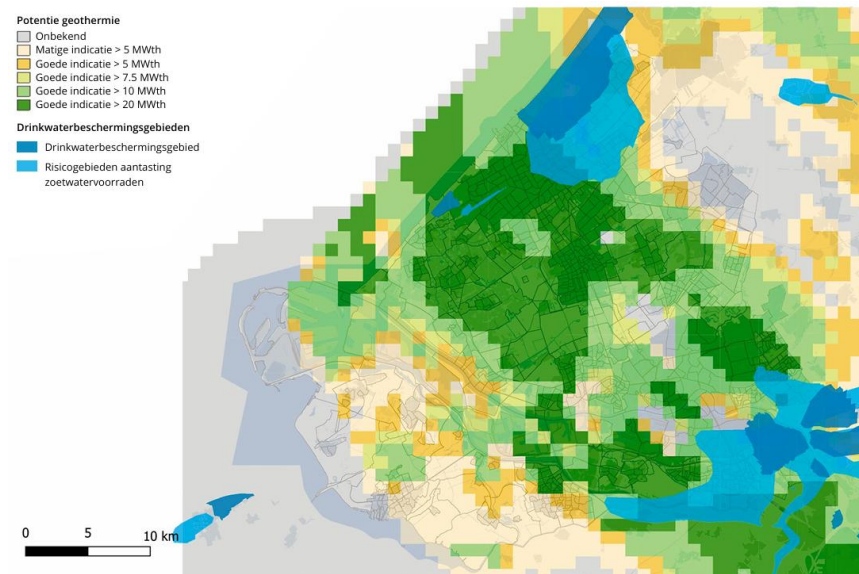 Potentie geothermie
Onbekend
Matige indicatie > 5 MWth
Goede indicatie > 5 MWth
Goede indicatie > 7.5 MWth
Goede indicatie > 10 MWth
Goede indicatie > 20 MWth
Drinkwaterbeschermingsgebieden
Drinkwaterbeschermingsgebied
Risicogebieden aantasting
zoetwatervoorraden
0 5 10 km